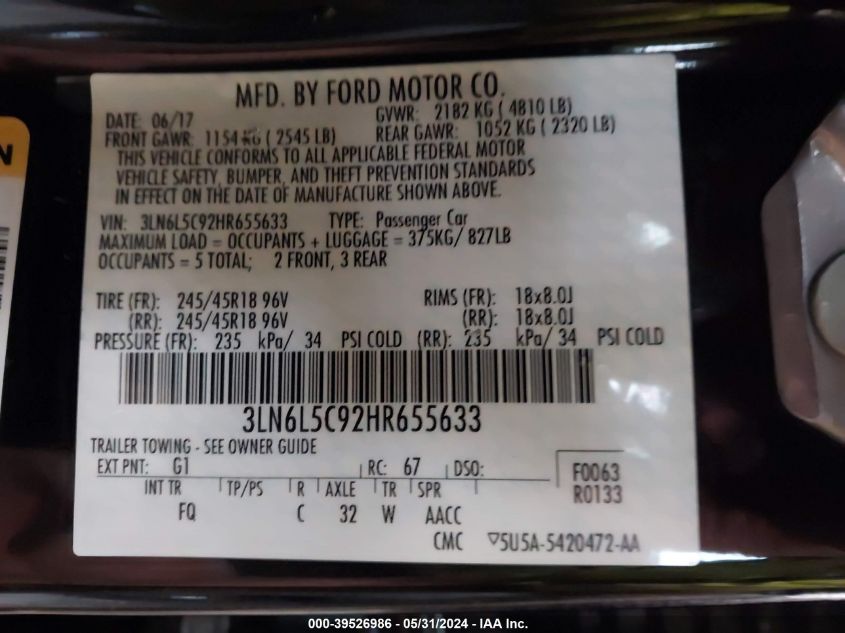 MFD. BY FORD MOTOR CO.
DATE: 06/17 GVWR: 2182 KG ( 4810 LB)
FRONT GAWR: 1154 KG ( 2545 LB) REAR GAWR: 1052 KG ( 2320 LB)
THIS VEHICLE CONFORMS TO ALL APPLICABLE FEDERAL MOTOR
VEHICLE SAFETY, BUMPER, AND THEFT PREVENTION STANDARDS
IN EFFECT ON THE DATE OF MANUFACTURE SHOWN ABOVE.
VIN: 3LN6L5C92HR655633 TYPE: Passenger Car
MAXIMUM LOAD = OCCUPANTS + LUGGAGE = 375KG/ 827LB
OCCUPANTS = 5 TOTAL; 2 FRONT, 3 REAR
TIRE (FR): 245/45R18 96V RIMS (FR): 18x8.0J
(RR): 245/45R18 96V (RR): 18x8.0J
PRESSURE (FR): 235 kPa/ 34 PSI COLD (RR): 235 kPa/ 34 PSI COLD
3LN6L5C92HR655633
TRAILER TOWING - SEE OWNER GUIDE
EXT PNT: G1 RC: 67 DSO: F0063
INT TR TP/PS R AXLE TR SPR R0133
FQ C 32 W AACC
CMC ▽5U5A-5420472-AA
N
000-39526986 - 05/31/2024 - IAA Inc.